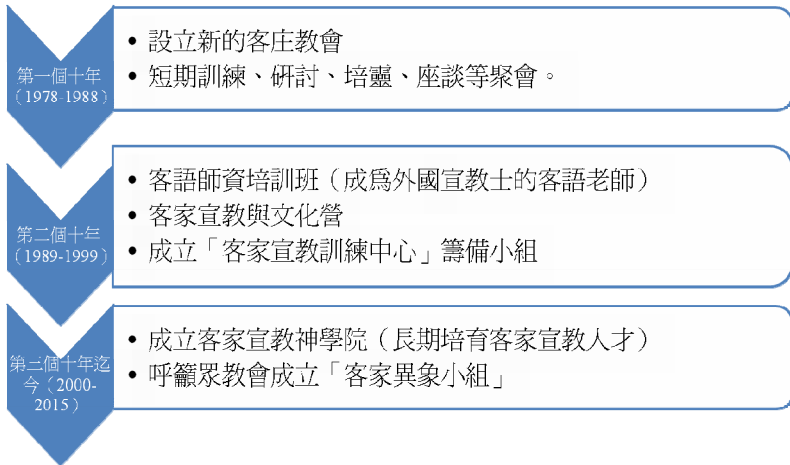 第一個十年
（1978-1988）
• 設立新的客庄教會
• 短期訓練、研討、培靈、座談等聚會。
第二個十年
（1989-1999）
• 客語師資培訓班（成爲外國宣教士的客語老師）
• 客家宣教與文化營
• 成立「客家宣教訓練中心」籌備小組
第三個十年迄
今（2000-
2015）
• 成立客家宣教神學院（長期培育客家宣教人才）
• 呼籲眾教會成立「客家異象小組」